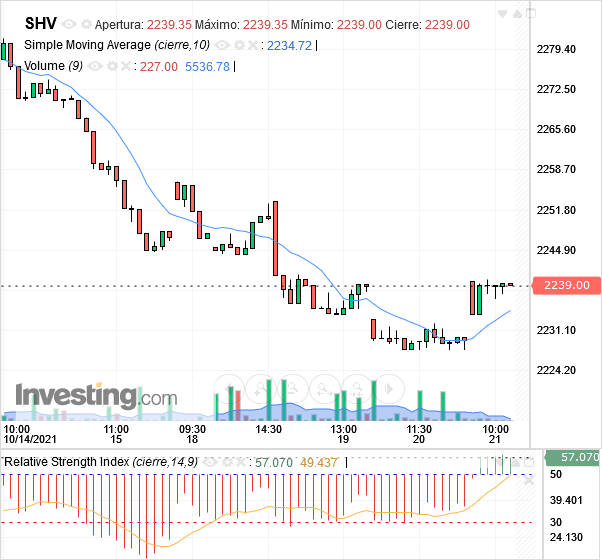 SHV Apertura: 2239.35 Máximo: 2239.35 Mínimo: 2239.00 Cierre: 2239.00
Simple Moving Average (cierre,10) : 2234.72 |
Volume (9) : 227.00 5536.78 |
2279.40
2272.50
2265.60
2258.70
2251.80
2244.90
2239.00
2231.10
2224.20
Investing.com
10:00 11:00 09:30 14:30 13:00 11:30 10:00
10/14/2021 15 18 19 20 21
Relative Strength Index (cierre,14,9) : 57.070 49.437 |
57.070
50
39.401
30
24.130